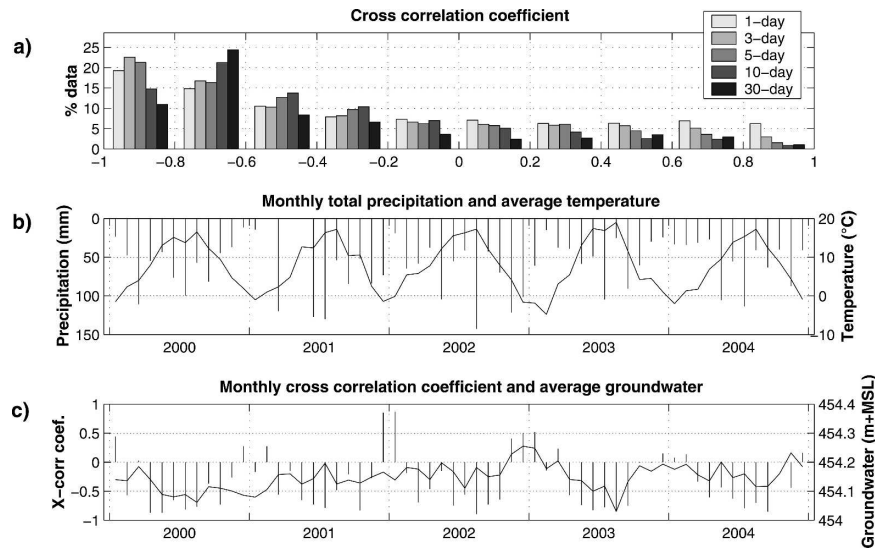 Cross correlation coefficient
a)
% data
25
20
15
10
5
0
1-day
3-day
5-day
10-day
30-day
-1 -0.8 -0.6 -0.4 -0.2 0 0.2 0.4 0.6 0.8 1
Monthly total precipitation and average temperature
b)
Precipitation (mm)
0
50
100
150
20
10
0
-10
Temperature (°C)
2000 2001 2002 2003 2004
Monthly cross correlation coefficient and average groundwater
c)
X-corr coef.
1
0.5
0
-0.5
-1
454.4
454.3
454.2
454.1
454
Groundwater (m+MSL)
2000 2001 2002 2003 2004